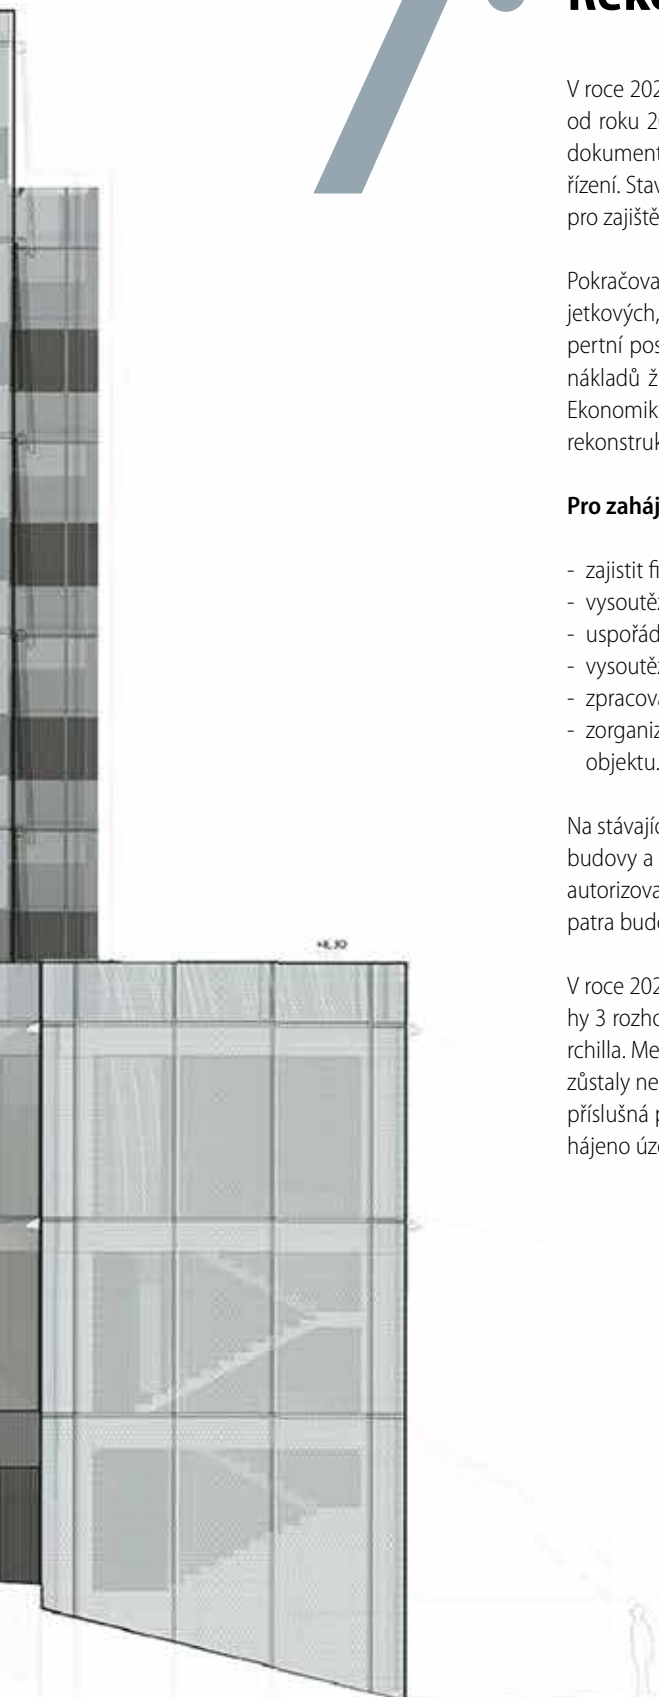 7.
V roce 202
od roku 20
dokument
řízení. Stav
pro zajiště
Pokračova
jetkových,
pertní pos
nákladů ž
Ekonomik
rekonstruk
Pro zaháj
- zajistit fi
- vysoutěž
- uspořád
- vysoutěž
- zpracova
- zorganiz
objektu.
Na stávajíc
budovy a
autorizova
patra bud
+8,30
V roce 202
hy 3 rozho
rchilla. Me
zůstaly ne
příslušná p
hájeno úze